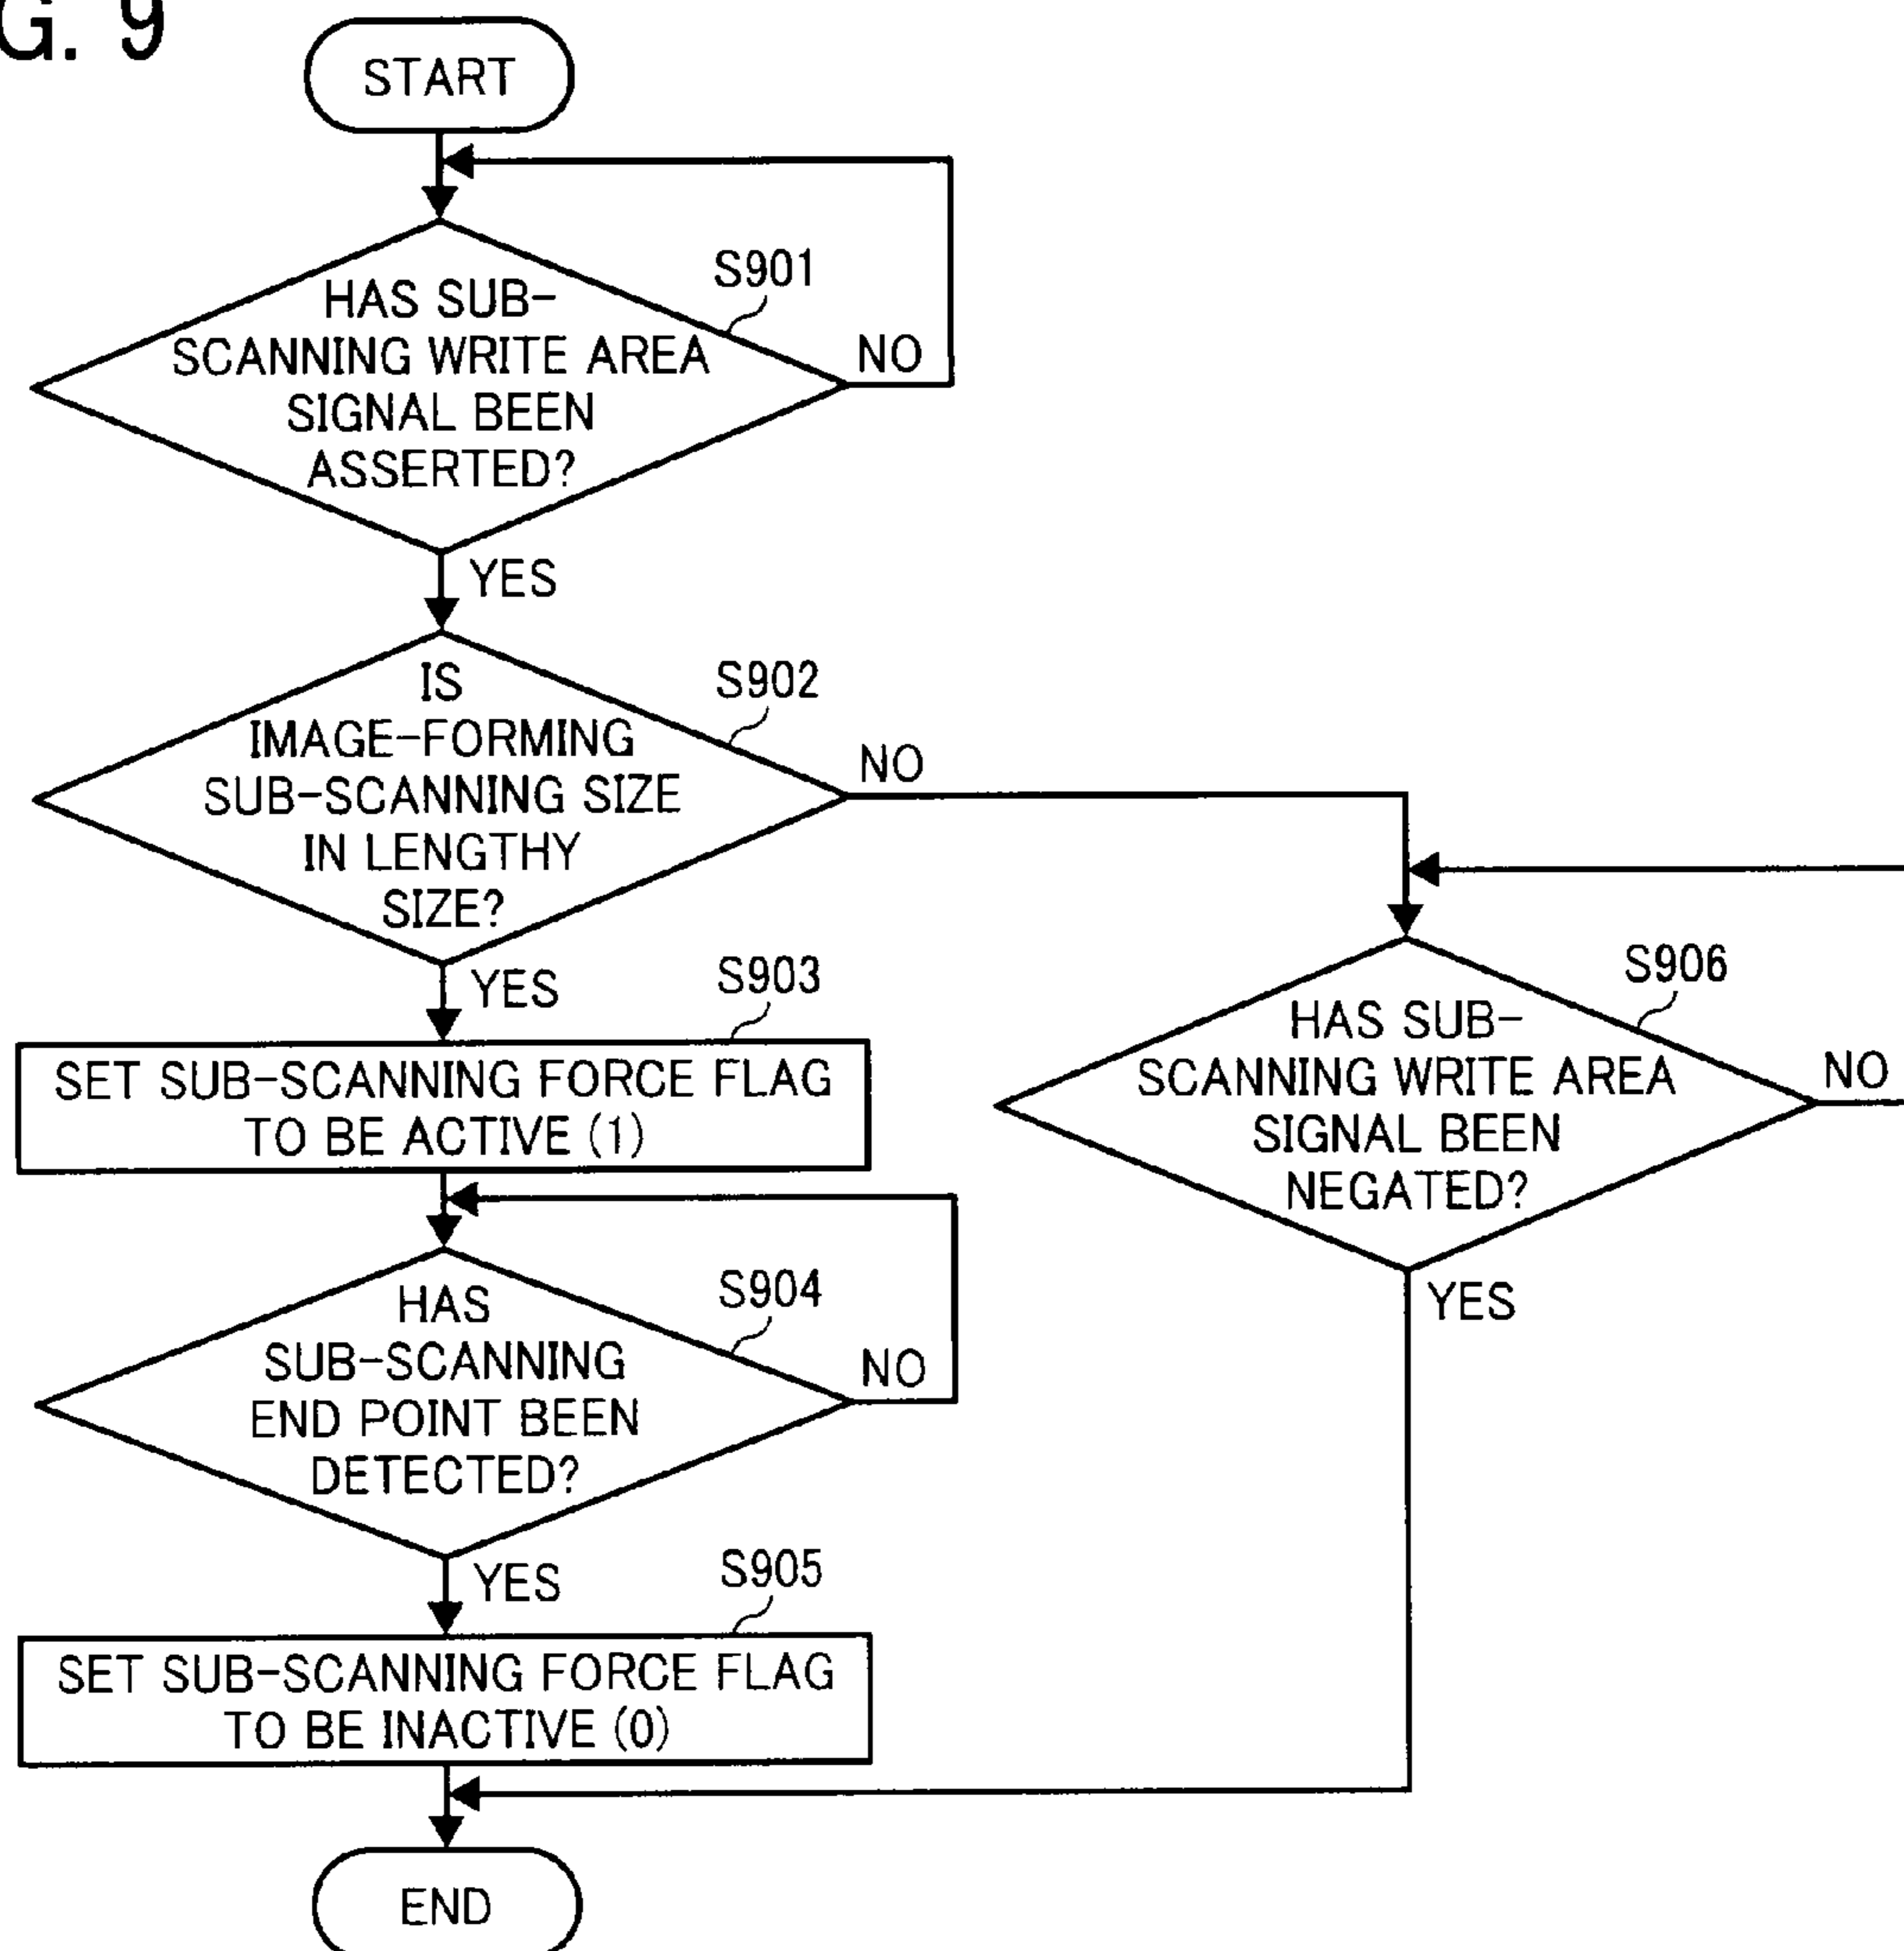 G. 9
START
S901
HAS SUB-
SCANNING WRITE AREA
SIGNAL BEEN
ASSERTED?
NO
YES
S902
IS
IMAGE-FORMING
SUB-SCANNING SIZE
IN LENGTHY
SIZE?
NO
YES
S903
SET SUB-SCANNING FORCE FLAG
TO BE ACTIVE (1)
S904
HAS
SUB-SCANNING
END POINT BEEN
DETECTED?
NO
YES
S905
SET SUB-SCANNING FORCE FLAG
TO BE INACTIVE (0)
S906
HAS SUB-
SCANNING WRITE AREA
SIGNAL BEEN
NEGATED?
NO
YES
END